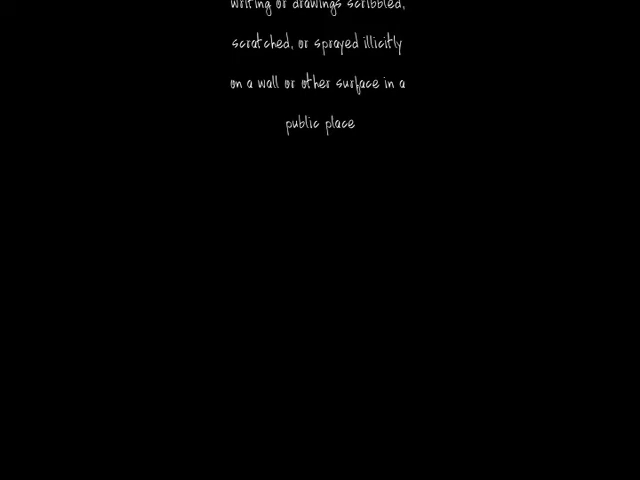 writing or drawings scribbled,
scratched, or sprayed illicitly
on a wall or other surface in a
public place